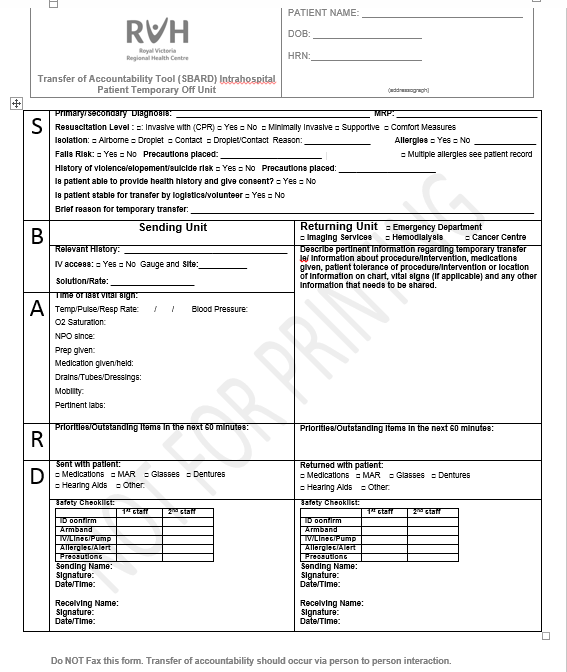 RVH
Royal Victoria
Regional Health Centre
Transfer of Accountability Tool (SBARD) Intrahospital
Patient Temporary Off Unit
PATIENT NAME:
DOB:
HRN:
S
Primary/secondary Diagnosis: MRP:
Resuscitation Level : □: Invasive with (CPR) □ Yes □ No □ Minimally Invasive □ Supportive □ Comfort Measures
Isolation: □ Airborne □ Droplet □ Contact □ Droplet/Contact Reason: Allergies □ Yes □ No
Falls Risk: □ Yes □ No Precautions placed: □ Multiple allergies see patient record
History of violence/elopement/suicide risk □ Yes □ No Precautions placed:
Is patient able to provide health history and give consent? □ Yes □ No
Is patient stable for transfer by logistics/volunteer □ Yes □ No
Brief reason for temporary transfer:
B
Sending Unit
Relevant History:
IV access: □ Yes □ No Gauge and Site:
Solution/Rate:
Returning Unit □ Emergency Department
□ Imaging Services □ Hemodialysis □ Cancer Centre
Describe pertinent information regarding temporary transfer
ie/ information about procedure/intervention, medications
given, patient tolerance of procedure/intervention or location
of information on chart, vital signs (if applicable) and any other
information that needs to be shared.
A
Time of last vital sign:
Temp/Pulse/Resp Rate: / / Blood Pressure:
O2 Saturation:
NPO since:
Prep given:
Medication given/held:
Drains/Tubes/Dressings:
Mobility:
Pertinent labs:
R
Priorities/Outstanding items in the next 60 minutes:
Priorities/Outstanding items in the next 60 minutes:
D
Sent with patient:
□ Medications □ MAR □ Glasses □ Dentures
□ Hearing Aids □ Other:
Returned with patient:
□ Medications □ MAR □ Glasses □ Dentures
□ Hearing Aids □ Other:
Safety Checklist:
1st staff 2nd staff
ID confirm
Armband
IV/Lines/Pump
Allergies/Alert
Precautions
Sending Name:
Signature:
Date/Time:
Receiving Name:
Signature:
Date/Time:
Safety Checklist:
1st staff 2nd staff
ID confirm
Armband
IV/Lines/Pump
Allergies/Alert
Precautions
Sending Name:
Signature:
Date/Time:
Receiving Name:
Signature:
Date/Time:
NOT FOR PRINTING
Do NOT Fax this form. Transfer of accountability should occur via person to person interaction.